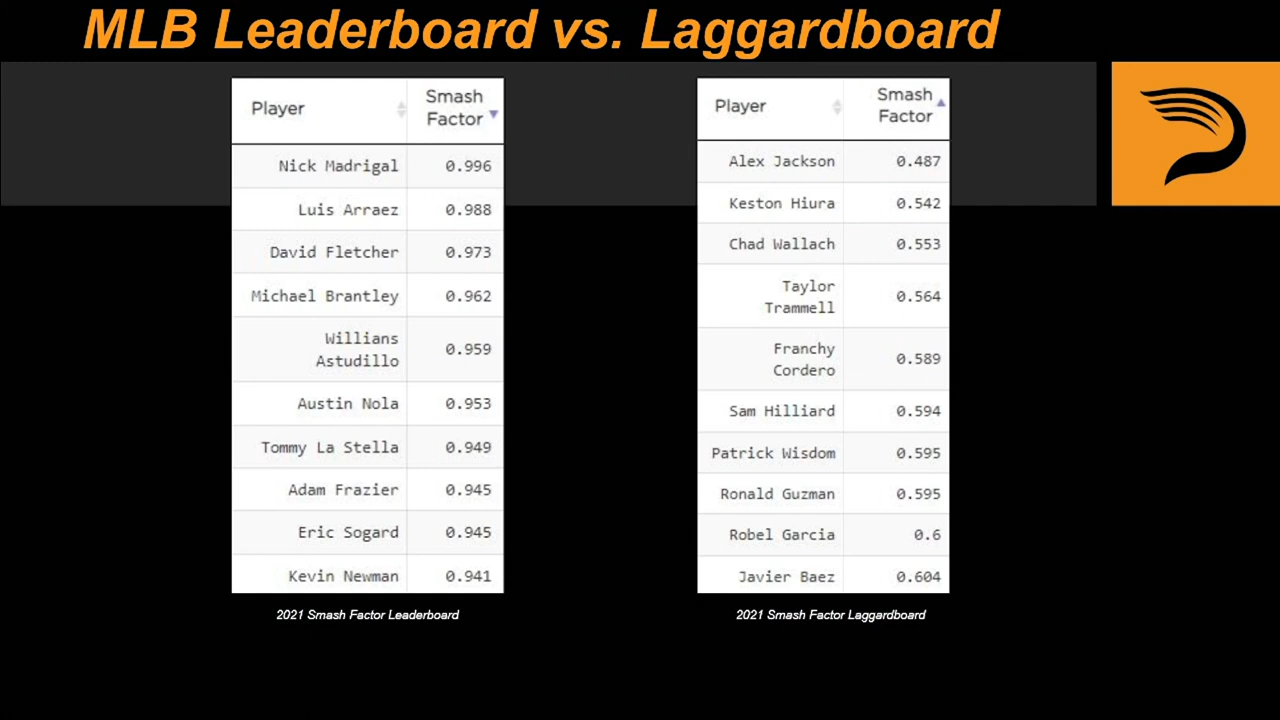 MLB Leaderboard vs. Laggardboard
Player Smash
Factor
Nick Madrigal 0.996
Luis Arraez 0.988
David Fletcher 0.973
Michael Brantley 0.962
Willians
Astudillo 0.959
Austin Nola 0.953
Tommy La Stella 0.949
Adam Frazier 0.945
Eric Sogard 0.945
Kevin Newman 0.941
2021 Smash Factor Leaderboard
Player Smash
Factor
Alex Jackson 0.487
Keston Hiura 0.542
Chad Wallach 0.553
Taylor
Trammell 0.564
Franchy
Cordero 0.589
Sam Hilliard 0.594
Patrick Wisdom 0.595
Ronald Guzman 0.595
Robel Garcia 0.6
Javier Baez 0.604
2021 Smash Factor Laggardboard